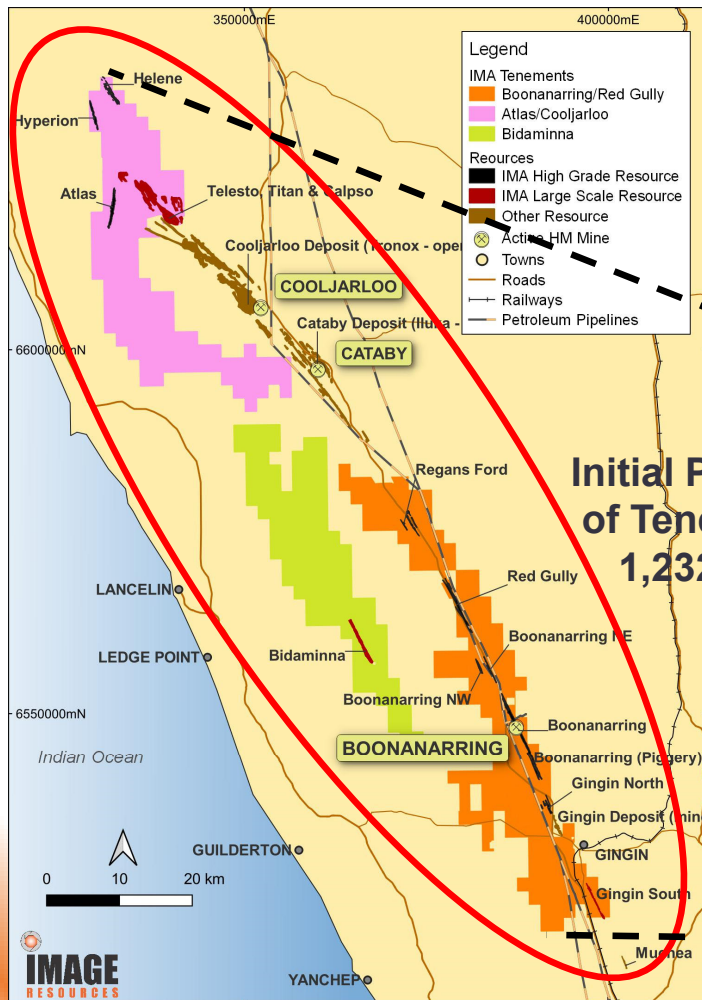 350000mE
400000mE
Legend
IMA Tenements
Boonanarring/Red Gully
Atlas/Cooljarloo
Bidaminna
Reources
IMA High Grade Resource
IMA Large Scale Resource
Other Resource
Active HM Mine
Towns
Roads
Railways
Petroleum Pipelines
Helene
Hyperion
Atlas
Telesto, Titan & Calpso
Cooljarloo Deposit (Tronox - oper
COOLJARLOO
Cataby Deposit (Iluka -
CATABY
6600000mN
Regans Ford
Initial P
of Tene
1,232
Red Gully
LANCELIN
Boonanarring NE
LEDGE POINT
Bidaminna
Boonanarring NW
6550000mN
Boonanarring
BOONANARRING
Indian Ocean
Boonanarring (Piggery)
Gingin North
Gingin Deposit (min
GUILDERTON
GINGIN
0 10 20 km
Gingin South
IMAGE
RESOURCES
Muchea
YANCHEP